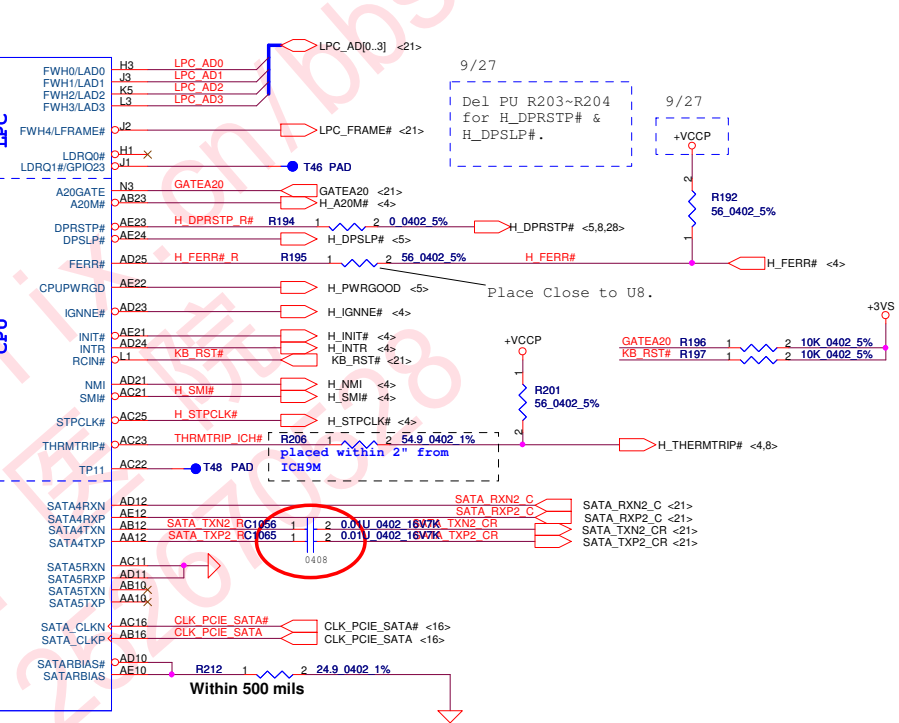 LPC_AD[0..3] <21>
FWH0/LAD0 H3 LPC_AD0
FWH1/LAD1 J3 LPC_AD1
FWH2/LAD2 K5 LPC_AD2
FWH3/LAD3 L3 LPC_AD3
LPC
FWH4/LFRAME# J2 LPC_FRAME# <21>
LDRQ0# H1
LDRQ1#/GPIO23 J1 T46 PAD
9/27
Del PU R203~R204
for H_DPRSTP# &
H_DPSLP#.
9/27
+VCCP
2
R192
56_0402_5%
1
A20GATE N3 GATEA20 GATEA20 <21>
A20M# AB23 H_A20M# <4>
DPRSTP# AE23 H_DPRSTP_R# R194 1 2 0_0402_5% H_DPRSTP# <5,8,28>
DPSLP# AE24 H_DPSLP# <5>
FERR# AD25 H_FERR#_R R195 1 2 56_0402_5% H_FERR# H_FERR# <4>
Place Close to U8.
CPUPWRGD AE22 H_PWRGOOD <5>
IGNNE# AD23 H_IGNNE# <4>
CPU
INIT# AE21 H_INIT# <4>
INTR AD24 H_INTR <4>
RCIN# L1 KB_RST# KB_RST# <21>
+3VS
GATEA20 R196 1 2 10K_0402_5%
KB_RST# R197 1 2 10K_0402_5%
+VCCP
1
R201
56_0402_5%
2
NMI AD21 H_NMI <4>
SMI# AC21 H_SMI# H_SMI# <4>
STPCLK# AC25 H_STPCLK# H_STPCLK# <4>
THRMTRIP# AC23 THRMTRIP_ICH# R206 1 2 54.9_0402_1% H_THERMTRIP# <4,8>
placed within 2" from
ICH9M
TP11 AC22 T48 PAD
SATA4RXN AD12 SATA_RXN2_C SATA_RXN2_C <21>
SATA4RXP AE12 SATA_RXP2_C SATA_RXP2_C <21>
SATA4TXN AB12 SATA_TXN2_R C1056 1 2 0.01U_0402_16V7K SATA_TXN2_CR SATA_TXN2_CR <21>
SATA4TXP AA12 SATA_TXP2_R C1065 1 2 0.01U_0402_16V7K SATA_TXP2_CR SATA_TXP2_CR <21>
0408
SATA5RXN AC11
SATA5RXP AD11
SATA5TXN AB10
SATA5TXP AA10
SATA_CLKN AC16 CLK_PCIE_SATA# CLK_PCIE_SATA# <16>
SATA_CLKP AB16 CLK_PCIE_SATA CLK_PCIE_SATA <16>
SATARBIAS# AD10
SATARBIAS AE10 R212 1 2 24.9_0402_1%
Within 500 mils